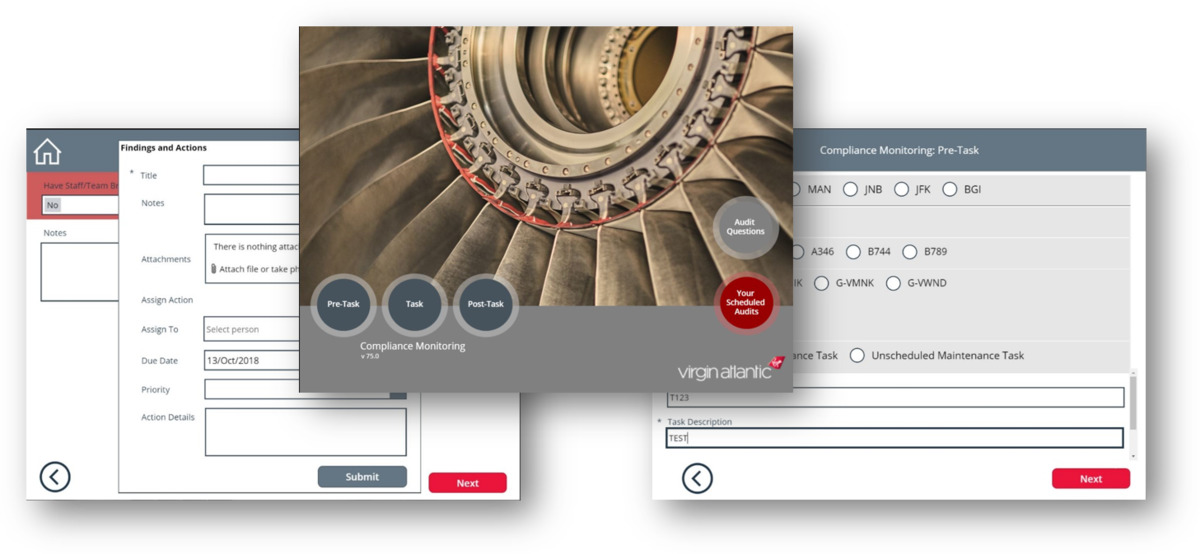 Findings and Actions
Have Staff/Team
No
Notes
* Title
Notes
Attachments
There is nothing
Attach file or take
Assign Action
Assign To
Select person
Due Date
13/Oct/2018
Priority
Action Details
Submit
Next
Audit
Questions
Your
Scheduled
Audits
Pre-Task
Task
Post-Task
Compliance Monitoring
v 75.0
virgin atlantic
Compliance Monitoring: Pre-Task
MAN JNB JFK BGI
A346 B744 B789
G-VMNK G-VWND
Task Unscheduled Maintenance Task
T123
* Task Description
TEST
Next